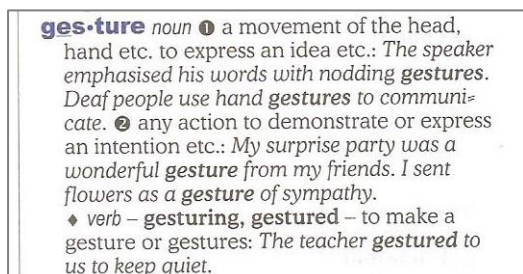 ges•ture noun ❶ a movement of the head,
hand etc. to express an idea etc.: The speaker
emphasised his words with nodding gestures.
Deaf people use hand gestures to communi=
cate. ❷ any action to demonstrate or express
an intention etc.: My surprise party was a
wonderful gesture from my friends. I sent
flowers as a gesture of sympathy.
♦ verb – gesturing, gestured – to make a
gesture or gestures: The teacher gestured to
us to keep quiet.